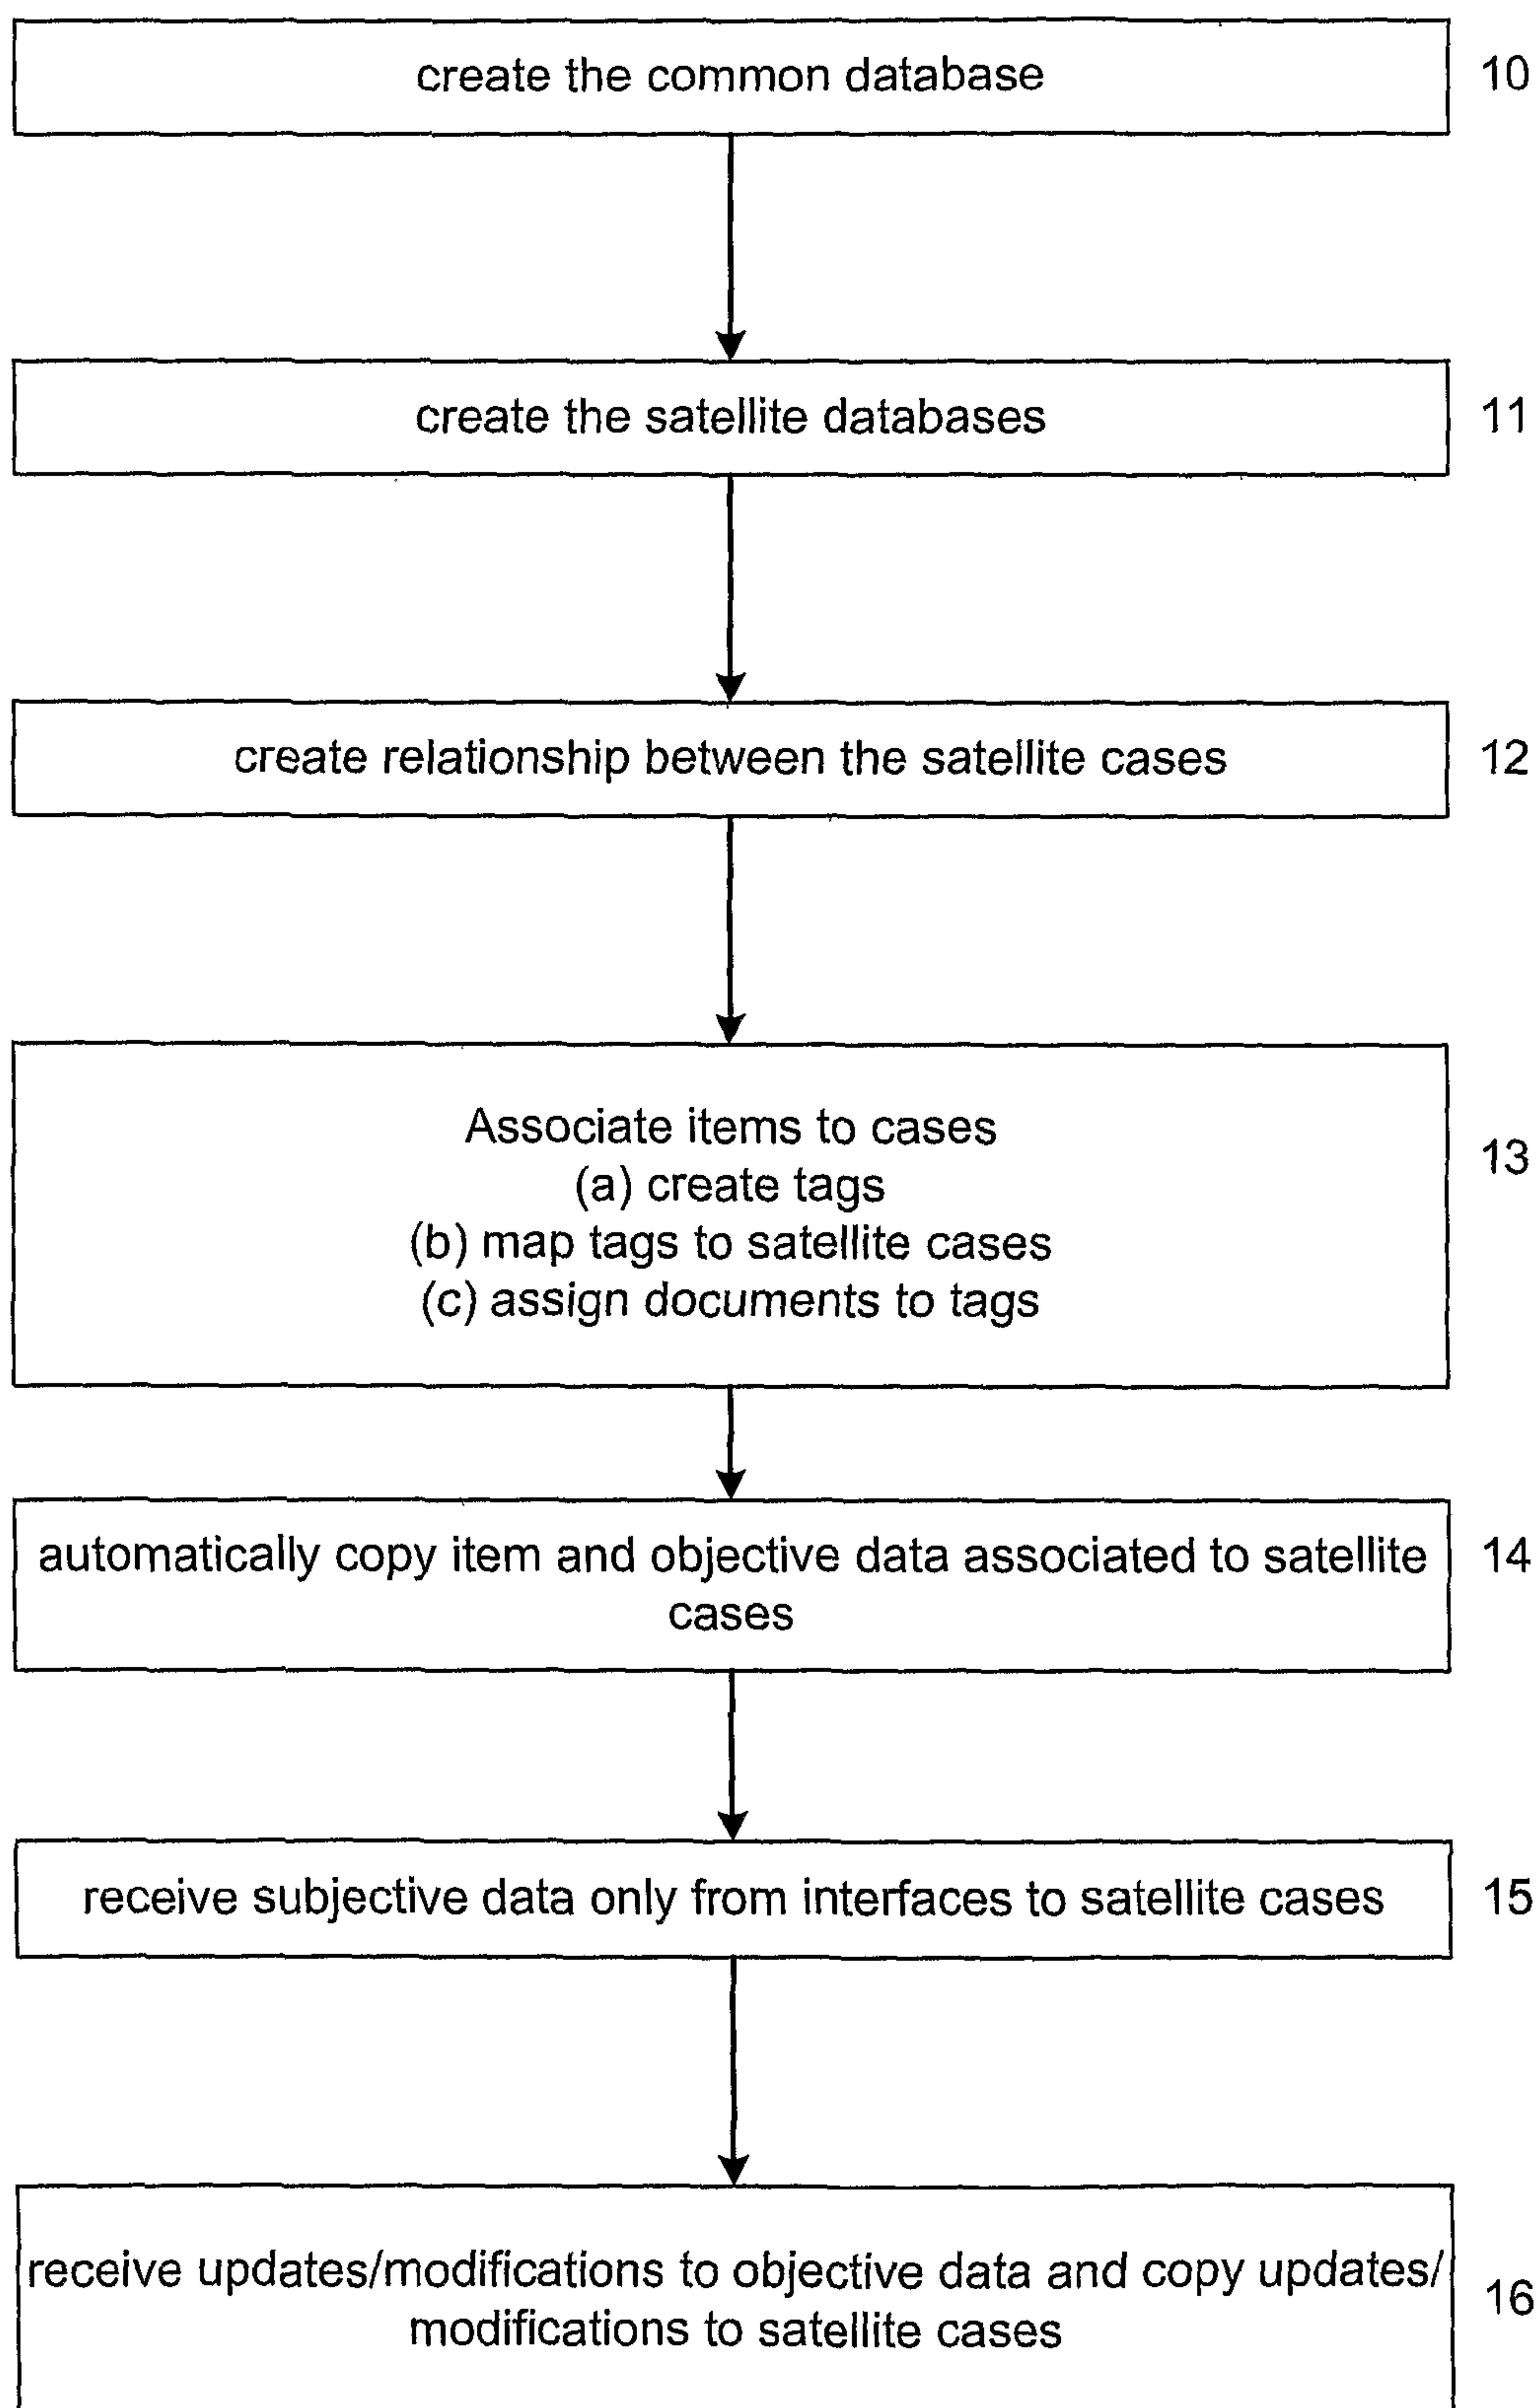 create the common database 10
create the satellite databases 11
create relationship between the satellite cases 12
Associate items to cases
(a) create tags
13
(b) map tags to satellite cases
(c) assign documents to tags
automatically copy item and objective data associated to satellite 14
cases
receive subjective data only from interfaces to satellite cases 15
receive updates/modifications to objective data and copy updates/
16
modifications to satellite cases